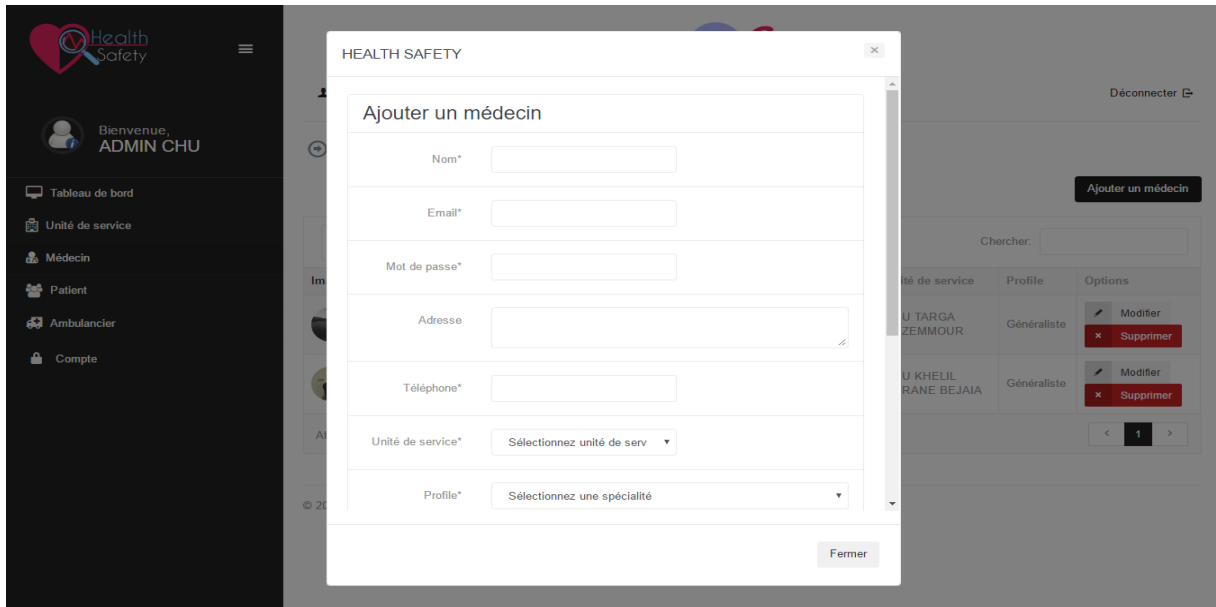 Health
Safety
Bienvenue,
ADMIN CHU
Tableau de bord
Unité de service
Médecin
Patient
Ambulancier
Compte
Déconnecter
Ajouter un médecin
Chercher:
Profile
Options
U TARGA
ZEMMOUR
Généraliste
Modifier
Supprimer
U KHELIL
RANE BEJAIA
Généraliste
Modifier
Supprimer
< 1 >
© 20
HEALTH SAFETY
×
Ajouter un médecin
Nom*
Email*
Mot de passe*
Adresse
Téléphone*
Unité de service*
Sélectionnez unité de serv
Profile*
Sélectionnez une spécialité
Fermer